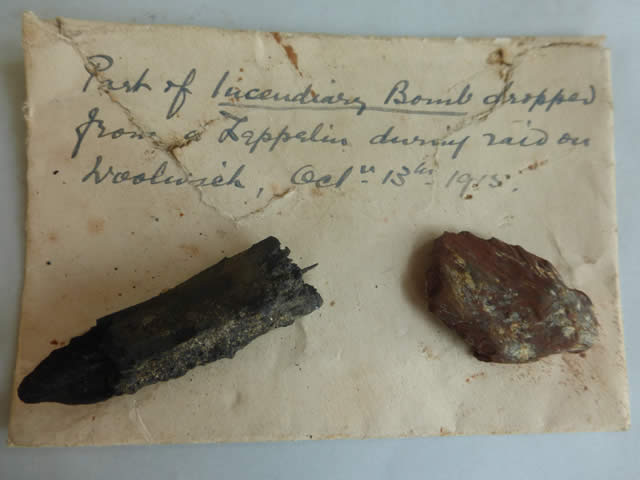 Part of Incendiary Bomb dropped
from a Zeppelin during raid on
Woolwich, Octr 13th 1915.